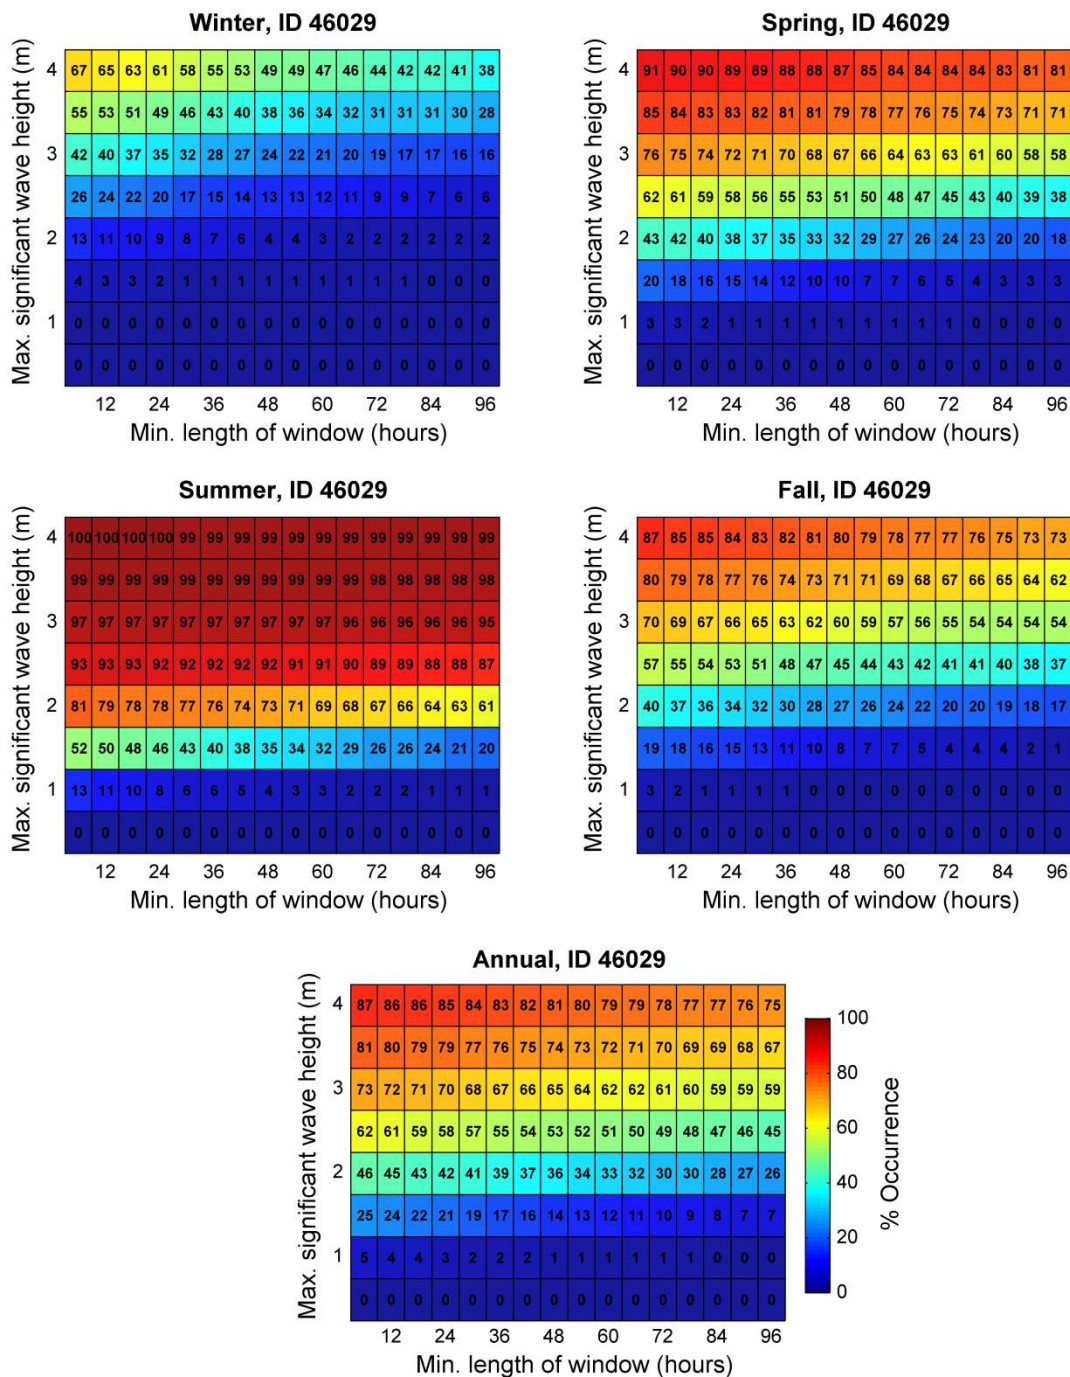 Winter, ID 46029
Max. significant wave height (m)
4 67 65 63 61 58 55 53 49 49 47 46 44 42 42 41 38
55 53 51 49 46 43 40 38 36 34 32 31 31 31 30 28
3 42 40 37 35 32 28 27 24 22 21 20 19 17 17 16 16
26 24 22 20 17 15 14 13 13 12 11 9 9 7 6 6
2 13 11 10 9 8 7 6 4 4 3 2 2 2 2 2 2
4 3 3 2 1 1 1 1 1 1 1 1 1 0 0 0
1 0 0 0 0 0 0 0 0 0 0 0 0 0 0 0 0
0 0 0 0 0 0 0 0 0 0 0 0 0 0 0 0
12 24 36 48 60 72 84 96
Min. length of window (hours)
Spring, ID 46029
Max. significant wave height (m)
4 91 90 90 89 89 88 88 87 85 84 84 84 84 83 81 81
85 84 83 83 82 81 81 79 78 77 76 75 74 73 71 71
3 76 75 74 72 71 70 68 67 66 64 63 63 61 60 58 58
62 61 59 58 56 55 53 51 50 48 47 45 43 40 39 38
2 43 42 40 38 37 35 33 32 29 27 26 24 23 20 20 18
20 18 16 15 14 12 10 10 7 7 6 5 4 3 3 3
1 3 3 2 1 1 1 1 1 1 1 1 1 0 0 0 0
0 0 0 0 0 0 0 0 0 0 0 0 0 0 0 0
12 24 36 48 60 72 84 96
Min. length of window (hours)
Summer, ID 46029
Max. significant wave height (m)
4 100 100 100 100 99 99 99 99 99 99 99 99 99 99 99 99
99 99 99 99 99 99 99 99 99 99 99 98 98 98 98 98
3 97 97 97 97 97 97 97 97 97 97 96 96 96 96 96 95
93 93 93 92 92 92 92 92 91 91 90 89 89 88 88 87
2 81 79 78 78 77 76 74 73 71 69 68 67 66 64 63 61
52 50 48 46 43 40 38 35 34 32 29 26 26 24 21 20
1 13 11 10 8 6 6 5 4 3 3 2 2 2 1 1 1
0 0 0 0 0 0 0 0 0 0 0 0 0 0 0 0
12 24 36 48 60 72 84 96
Min. length of window (hours)
Fall, ID 46029
Max. significant wave height (m)
4 87 85 85 84 83 82 81 80 79 78 77 77 76 75 73 73
80 79 78 77 76 74 73 71 71 69 68 67 66 65 64 62
3 70 69 67 66 65 63 62 60 59 57 56 55 54 54 54 54
57 55 54 53 51 48 47 45 44 43 42 41 41 40 38 37
2 40 37 36 34 32 30 28 27 26 24 22 20 20 19 18 17
19 18 16 15 13 11 10 8 7 7 5 4 4 4 2 1
1 3 2 1 1 1 1 0 0 0 0 0 0 0 0 0 0
0 0 0 0 0 0 0 0 0 0 0 0 0 0 0 0
12 24 36 48 60 72 84 96
Min. length of window (hours)
Annual, ID 46029
Max. significant wave height (m)
4 87 86 86 85 84 83 82 81 80 79 79 78 77 77 76 75
81 80 79 79 77 76 75 74 73 72 71 70 69 69 68 67
3 73 72 71 70 68 67 66 65 64 62 62 61 60 59 59 59
62 61 59 58 57 55 54 53 52 51 50 49 48 47 46 45
2 46 45 43 42 41 39 37 36 34 33 32 30 30 28 27 26
25 24 22 21 19 17 16 14 13 12 11 10 9 8 7 7
1 5 4 4 3 2 2 2 1 1 1 1 1 1 0 0 0
0 0 0 0 0 0 0 0 0 0 0 0 0 0 0 0
12 24 36 48 60 72 84 96
Min. length of window (hours)
100
80
60
40
20
0
% Occurrence